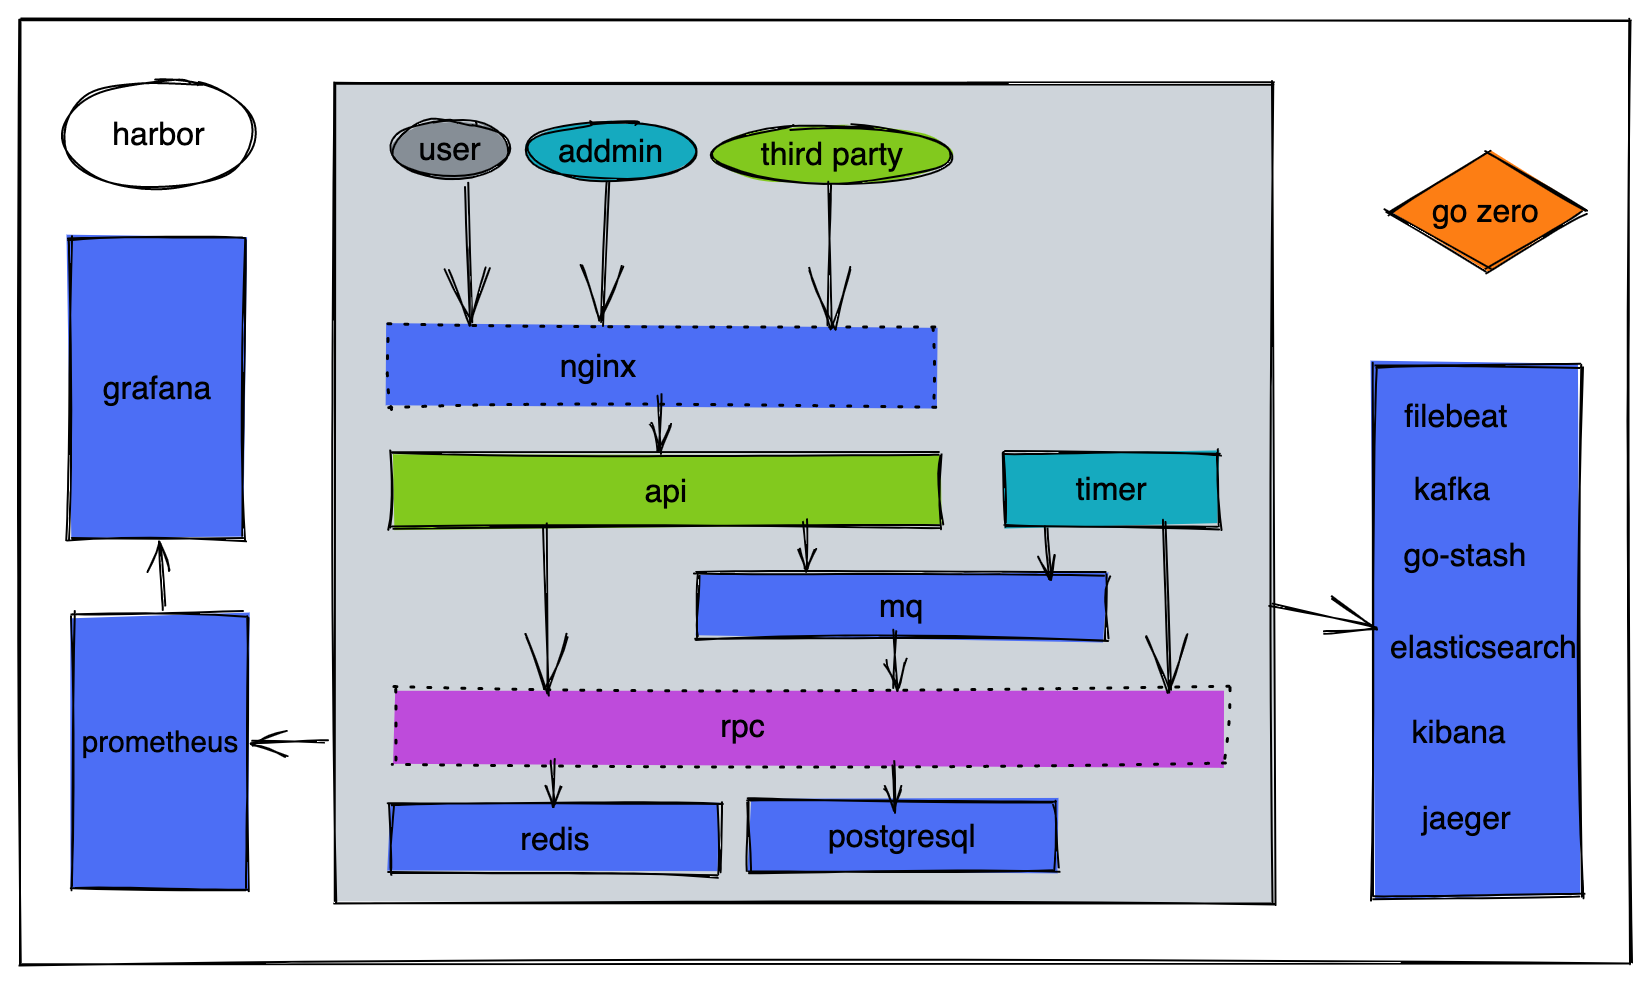 harbor
user
addmin
third party
go zero
nginx
grafana
filebeat
api
timer
kafka
go-stash
mq
elasticsearch
rpc
prometheus
kibana
redis
postgresql
jaeger